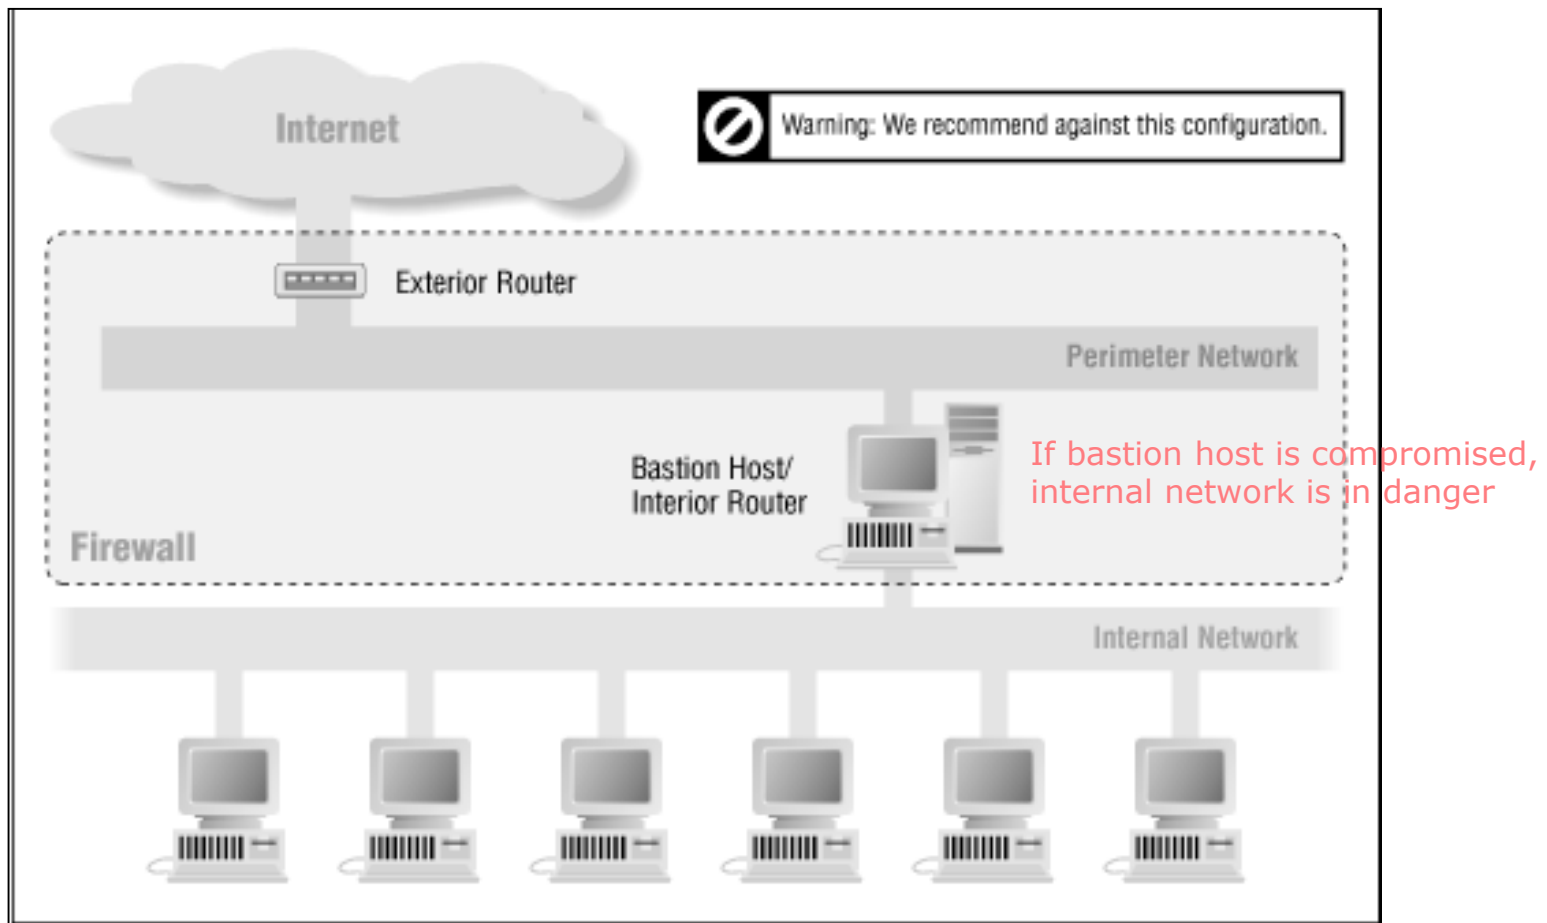 Internet
Warning: We recommend against this configuration.
Exterior Router
Perimeter Network
Bastion Host/
Interior Router
If bastion host is compromised,
internal network is in danger
Firewall
Internal Network